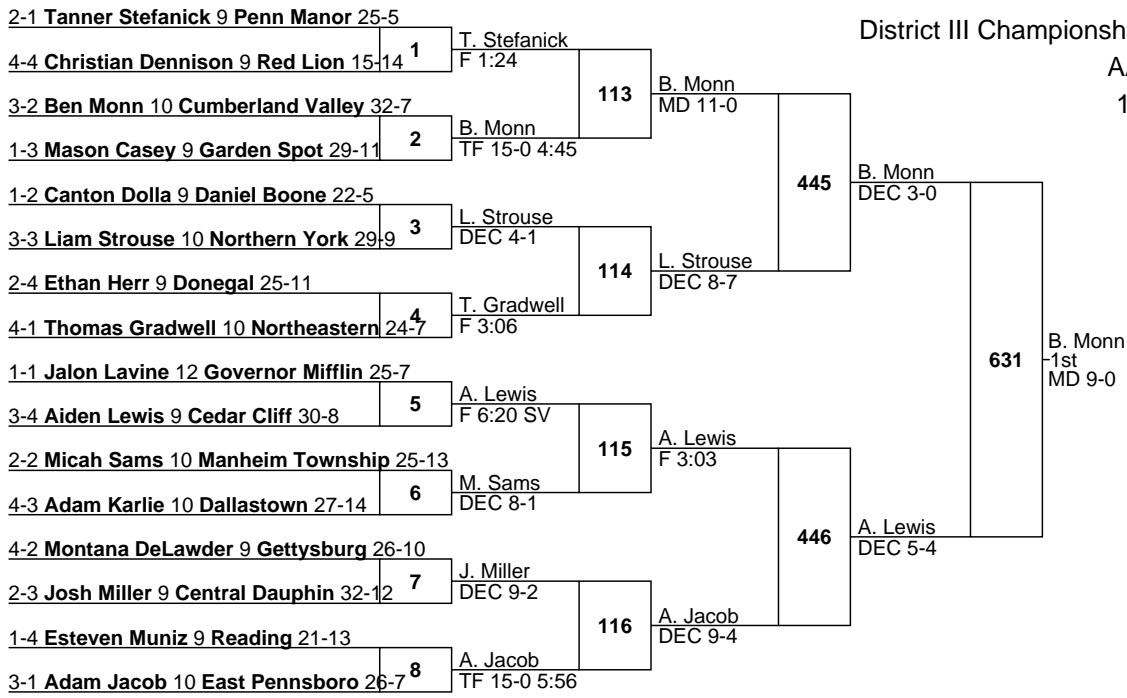 District III Championsh
AA
1
2-1 Tanner Stefanick 9 Penn Manor 25-5
4-4 Christian Dennison 9 Red Lion 15-14
3-2 Ben Monn 10 Cumberland Valley 32-7
1-3 Mason Casey 9 Garden Spot 29-11
1-2 Canton Dolla 9 Daniel Boone 22-5
3-3 Liam Strouse 10 Northern York 29-9
2-4 Ethan Herr 9 Donegal 25-11
4-1 Thomas Gradwell 10 Northeastern 24-7
1-1 Jalon Lavine 12 Governor Mifflin 25-7
3-4 Aiden Lewis 9 Cedar Cliff 30-8
2-2 Micah Sams 10 Manheim Township 25-13
4-3 Adam Karlie 10 Dallastown 27-14
4-2 Montana DeLawder 9 Gettysburg 26-10
2-3 Josh Miller 9 Central Dauphin 32-12
1-4 Esteven Muniz 9 Reading 21-13
3-1 Adam Jacob 10 East Pennsboro 26-7
1
T. Stefanick
F 1:24
2
B. Monn
TF 15-0 4:45
3
L. Strouse
DEC 4-1
4
T. Gradwell
F 3:06
5
A. Lewis
F 6:20 SV
6
M. Sams
DEC 8-1
7
J. Miller
DEC 9-2
8
A. Jacob
TF 15-0 5:56
113
B. Monn
MD 11-0
114
L. Strouse
DEC 8-7
115
A. Lewis
F 3:03
116
A. Jacob
DEC 9-4
445
B. Monn
DEC 3-0
446
A. Lewis
DEC 5-4
631
B. Monn
1st
MD 9-0